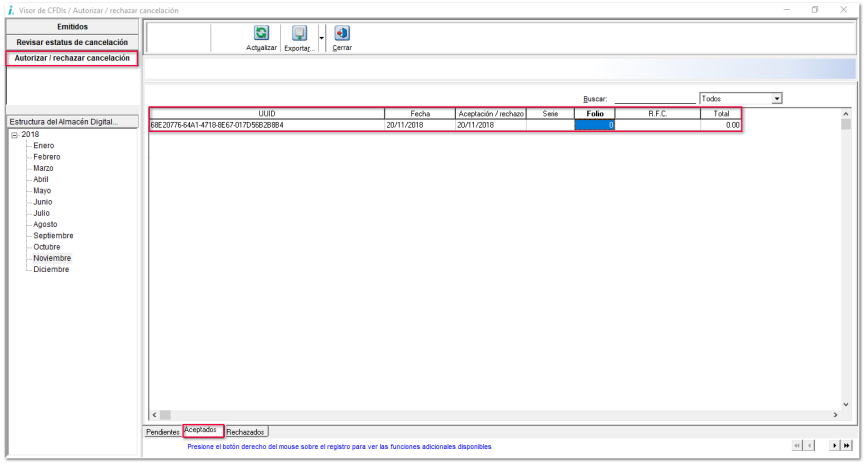 Visor de CFDIs / Autorizar / rechazar cancelación
Emitidos
Revisar estatus de cancelación
Autorizar / rechazar cancelación
Actualizar Exportar... Cerrar
Buscar: Todos
Estructura del Almacén Digital...
2018
Enero
Febrero
Marzo
Abril
Mayo
Junio
Julio
Agosto
Septiembre
Octubre
Noviembre
Diciembre
UUID Fecha Aceptación / rechazo Serie Folio R.F.C. Total
68E20776-64A1-4718-8E67-017D56B2B8B4 20/11/2018 20/11/2018 0 0.00
Pendientes Aceptados Rechazados
Presione el botón derecho del mouse sobre el registro para ver las funciones adicionales disponibles